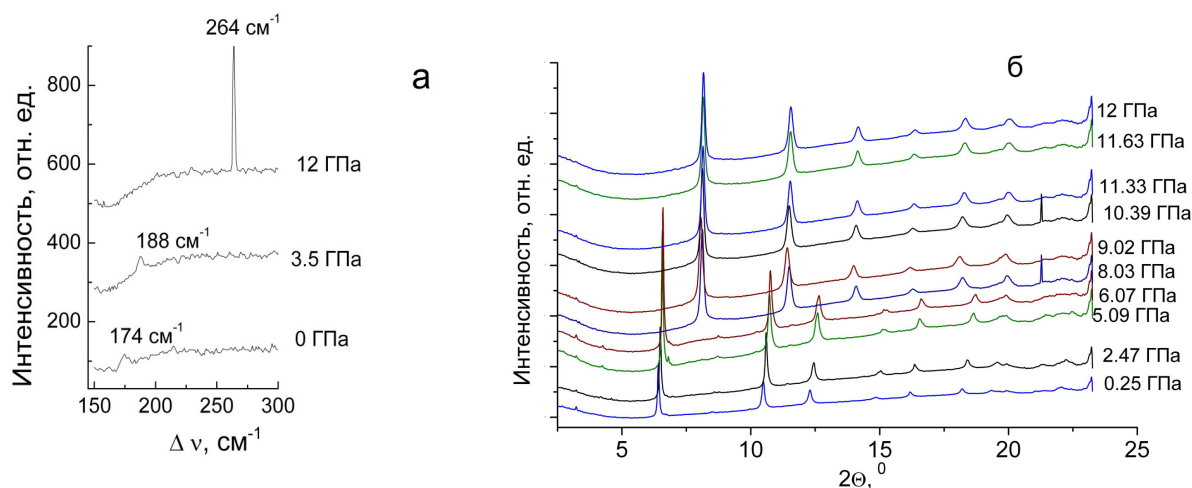 264 см-1
а
800
600
12 ГПа
400
188 см-1
3.5 ГПа
200
174 см-1
0 ГПа
150 200 250 300
Δ ν, см-1
Интенсивность, отн. ед.
б
12 ГПа
11.63 ГПа
11.33 ГПа
10.39 ГПа
9.02 ГПа
8.03 ГПа
6.07 ГПа
5.09 ГПа
2.47 ГПа
0.25 ГПа
5 10 15 20 25
2Θ, 0
Интенсивность, отн. ед.